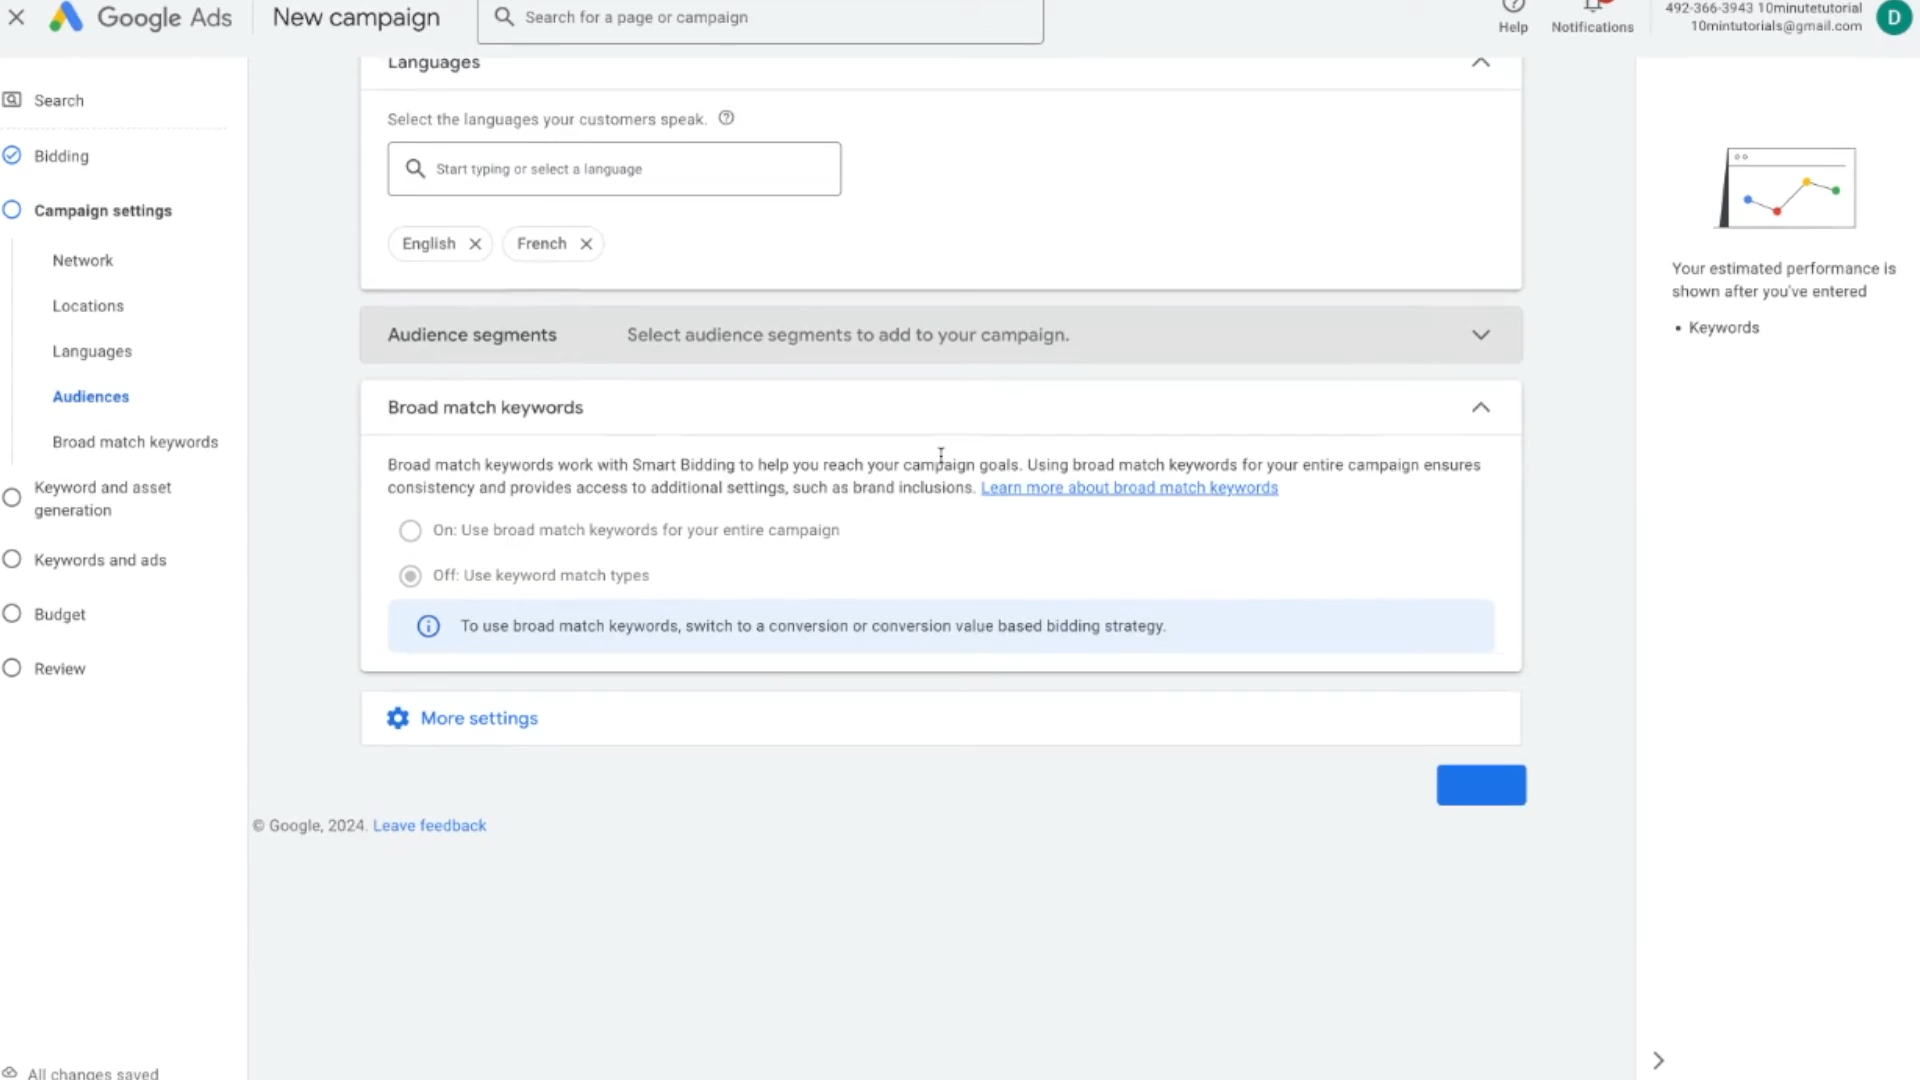 Google Ads
New campaign
Search for a page or campaign
Help
Notifications
492-366-3943 10minutetutorial
10mintutorials@gmail.com
D
Search
Bidding
Campaign settings
Network
Locations
Languages
Audiences
Broad match keywords
Keyword and asset
generation
Keywords and ads
Budget
Review
All changes saved
Languages
Select the languages your customers speak.
Start typing or select a language
English
French
Audience segments
Select audience segments to add to your campaign.
Broad match keywords
Broad match keywords work with Smart Bidding to help you reach your campaign goals. Using broad match keywords for your entire campaign ensures
consistency and provides access to additional settings, such as brand inclusions. Learn more about broad match keywords
On: Use broad match keywords for your entire campaign
Off: Use keyword match types
To use broad match keywords, switch to a conversion or conversion value based bidding strategy.
More settings
© Google, 2024. Leave feedback
Your estimated performance is
shown after you've entered
• Keywords